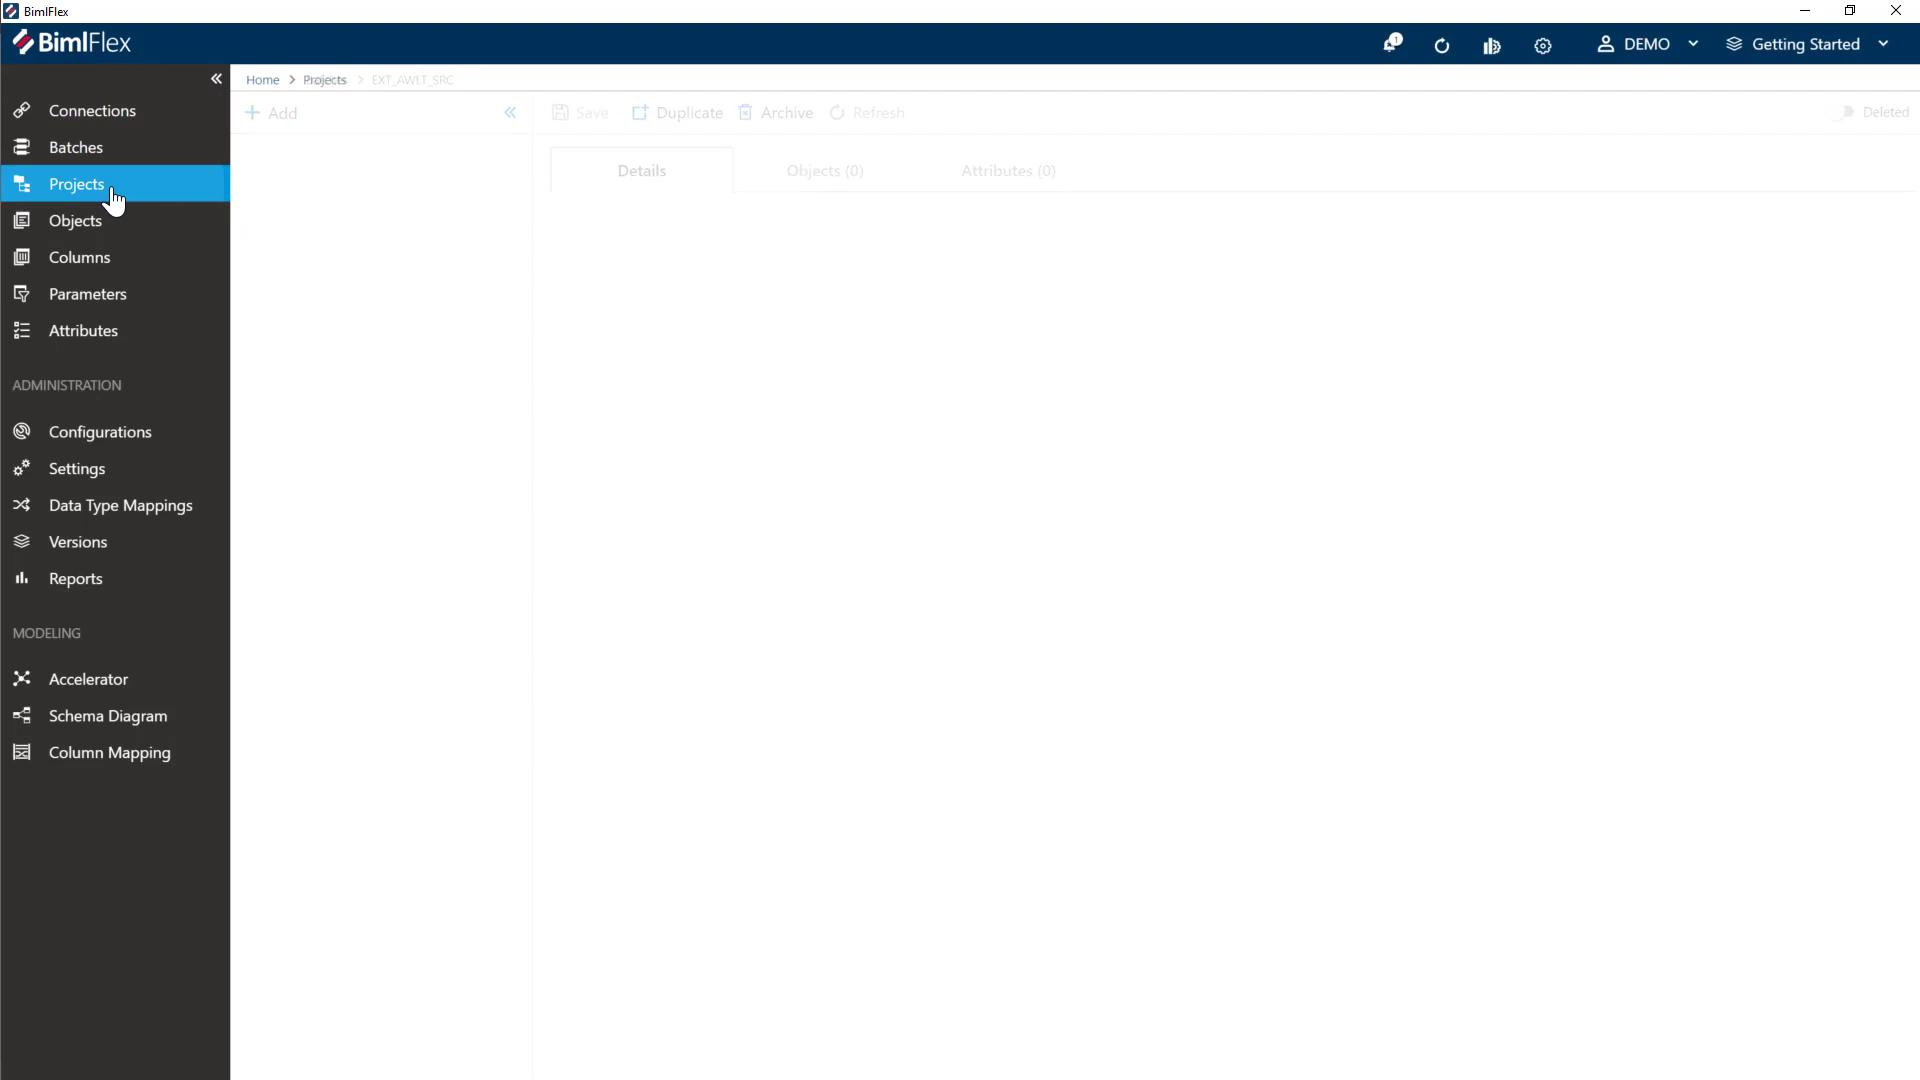 BimlFlex
BimlFlex
1
DEMO
Getting Started
Home > Projects > EXT_AWLT_SRC
Connections
Batches
Projects
Objects
Columns
Parameters
Attributes
ADMINISTRATION
Configurations
Settings
Data Type Mappings
Versions
Reports
MODELING
Accelerator
Schema Diagram
Column Mapping
Add
Save Duplicate Archive Refresh Deleted
Details Objects (0) Attributes (0)